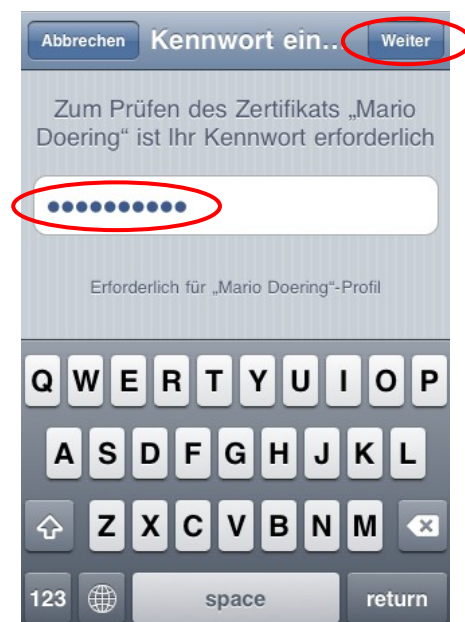 Abbrechen Kennwort ein... Weiter
Zum Prüfen des Zertifikats „Mario
Doering“ ist Ihr Kennwort erforderlich
••••••••••
Erforderlich für „Mario Doering“-Profil
Q W E R T Y U I O P
A S D F G H J K L
Z X C V B N M
123 space return